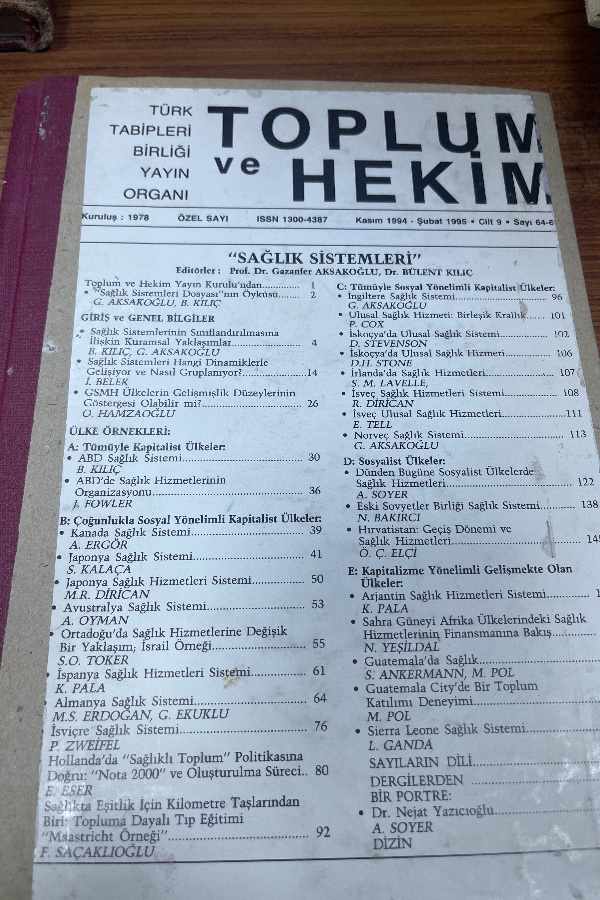 TÜRK
TABİPLERİ
BİRLİĞİ
YAYIN
ORGANI
TOPLUM
ve HEKİM
Kuruluş : 1978 ÖZEL SAYI ISSN 1300-4387 Kasım 1994 - Şubat 1995 • Cilt 9 • Sayı 64-6
"SAĞLIK SİSTEMLERİ"
Editörler : Prof. Dr. Gazanfer AKSAKOĞLU, Dr. BÜLENT KILIÇ
Toplum ve Hekim Yayın Kurulu'ndan............ 1
• "Sağlık Sistemleri Dosyası"nın Öyküsü....... 2
G. AKSAKOĞLU, B. KILIÇ
GİRİŞ ve GENEL BİLGİLER
• Sağlık Sistemlerinin Sınıflandırılmasına
İlişkin Kuramsal Yaklaşımlar............ 4
B. KILIÇ, G. AKSAKOĞLU
• Sağlık Sistemleri Hangi Dinamiklerle
Gelişiyor ve Nasıl Gruplanıyor?............14
İ. BELEK
• GSMH Ülkelerin Gelişmişlik Düzeylerinin
Göstergesi Olabilir mi?............ 26
O. HAMZAOĞLU
ÜLKE ÖRNEKLERİ:
A: Tümüyle Kapitalist Ülkeler:
• ABD Sağlık Sistemi............ 30
B. KILIÇ
• ABD'de Sağlık Hizmetlerinin
Organizasyonu............ 36
J. FOWLER
B: Çoğunlukla Sosyal Yönelimli Kapitalist Ülkeler:
• Kanada Sağlık Sistemi............ 39
A. ERGÖR
• Japonya Sağlık Sistemi............ 41
S. KALAÇA
• Japonya Sağlık Hizmetleri Sistemi............ 50
M.R. DİRİCAN
• Avustralya Sağlık Sistemi............ 53
A. OYMAN
• Ortadoğu'da Sağlık Hizmetlerine Değişik
Bir Yaklaşım; İsrail Örneği............ 55
S.O. TOKER
• İspanya Sağlık Hizmetleri Sistemi............ 61
K. PALA
• Almanya Sağlık Sistemi............ 64
M.S. ERDOĞAN, G. EKUKLU
İsviçre Sağlık Sistemi............ 76
P. ZWEİFEL
Hollanda'da "Sağlıklı Toplum" Politikasına
Doğru: "Nota 2000" ve Oluşturulma Süreci.. 80
E. ESER
Sağlıkta Eşitlik İçin Kilometre Taşlarından
Biri: Topluma Dayalı Tıp Eğitimi
"Maastricht Örneği"............ 92
F. SAÇAKLIOĞLU
C: Tümüyle Sosyal Yönelimli Kapitalist Ülkeler:
• İngiltere Sağlık Sistemi............ 96
G. AKSAKOĞLU
• Ulusal Sağlık Hizmeti: Birleşik Krallık..... 101
P. COX
• İskoçya'da Ulusal Sağlık Sistemi............ 102
D. STEVENSON
• İskoçya'da Ulusal Sağlık Hizmeti............ 106
D.H. STONE
• İrlanda'da Sağlık Hizmetleri............ 107
S. M. LAVELLE,
• İsveç Sağlık Hizmetleri Sistemi............ 108
R. DİRİCAN
• İsveç Ulusal Sağlık Hizmetleri............111
E. TELL
• Norveç Sağlık Sistemi............ 113
G. AKSAKOĞLU
D: Sosyalist Ülkeler:
• Dünden Bugüne Sosyalist Ülkelerde
Sağlık Hizmetleri............ 122
A. SOYER
• Eski Sovyetler Birliği Sağlık Sistemi............ 138
N. BAKIRCI
• Hırvatistan: Geçiş Dönemi ve
Sağlık Hizmetleri............ 145
Ö. Ç. ELÇİ
E: Kapitalizme Yönelimli Gelişmekte Olan
Ülkeler:
• Arjantin Sağlık Hizmetleri Sistemi............ 1
K. PALA
• Sahra Güneyi Afrika Ülkelerindeki Sağlık
Hizmetlerinin Finansmanına Bakış............
N. YEŞİLDAL
• Guatemala'da Sağlık............
S. ANKERMANN, M. POL
• Guatemala City'de Bir Toplum
Katılımı Deneyimi............
M. POL
• Sierra Leone Sağlık Sistemi............
L. GANDA
SAYILARIN DİLİ............
DERGİLERDEN ............
BİR PORTRE:
• Dr. Nejat Yazıcıoğlu............
A. SOYER
DİZİN